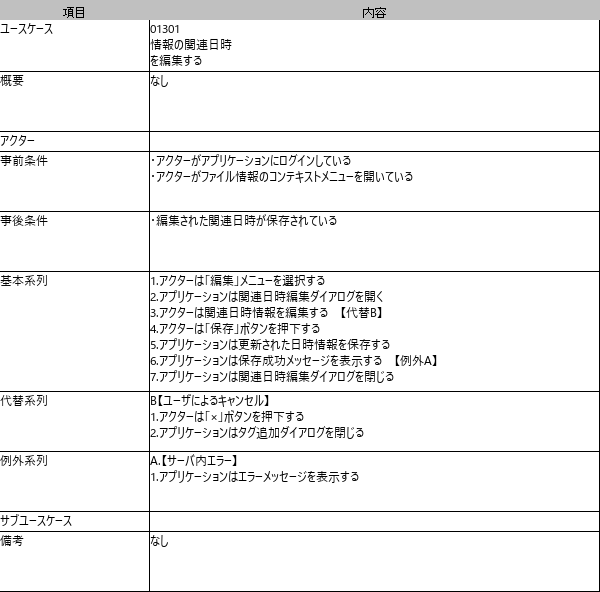 項目 内容
ユースケース 01301
情報の関連日時
を編集する
概要 なし
アクター
事前条件 ・アクターがアプリケーションにログインしている
・アクターがファイル情報のコンテキストメニューを開いている
事後条件 ・編集された関連日時が保存されている
基本系列 1.アクターは「編集」メニューを選択する
2.アプリケーションは関連日時編集ダイアログを開く
3.アクターは関連日時情報を編集する 【代替B】
4.アクターは「保存」ボタンを押下する
5.アプリケーションは更新された日時情報を保存する
6.アプリケーションは保存成功メッセージを表示する 【例外A】
7.アプリケーションは関連日時編集ダイアログを閉じる
代替系列 B【ユーザによるキャンセル】
1.アクターは「×」ボタンを押下する
2.アプリケーションはタグ追加ダイアログを閉じる
例外系列 A.【サーバ内エラー】
1.アプリケーションはエラーメッセージを表示する
サブユースケース
備考 なし